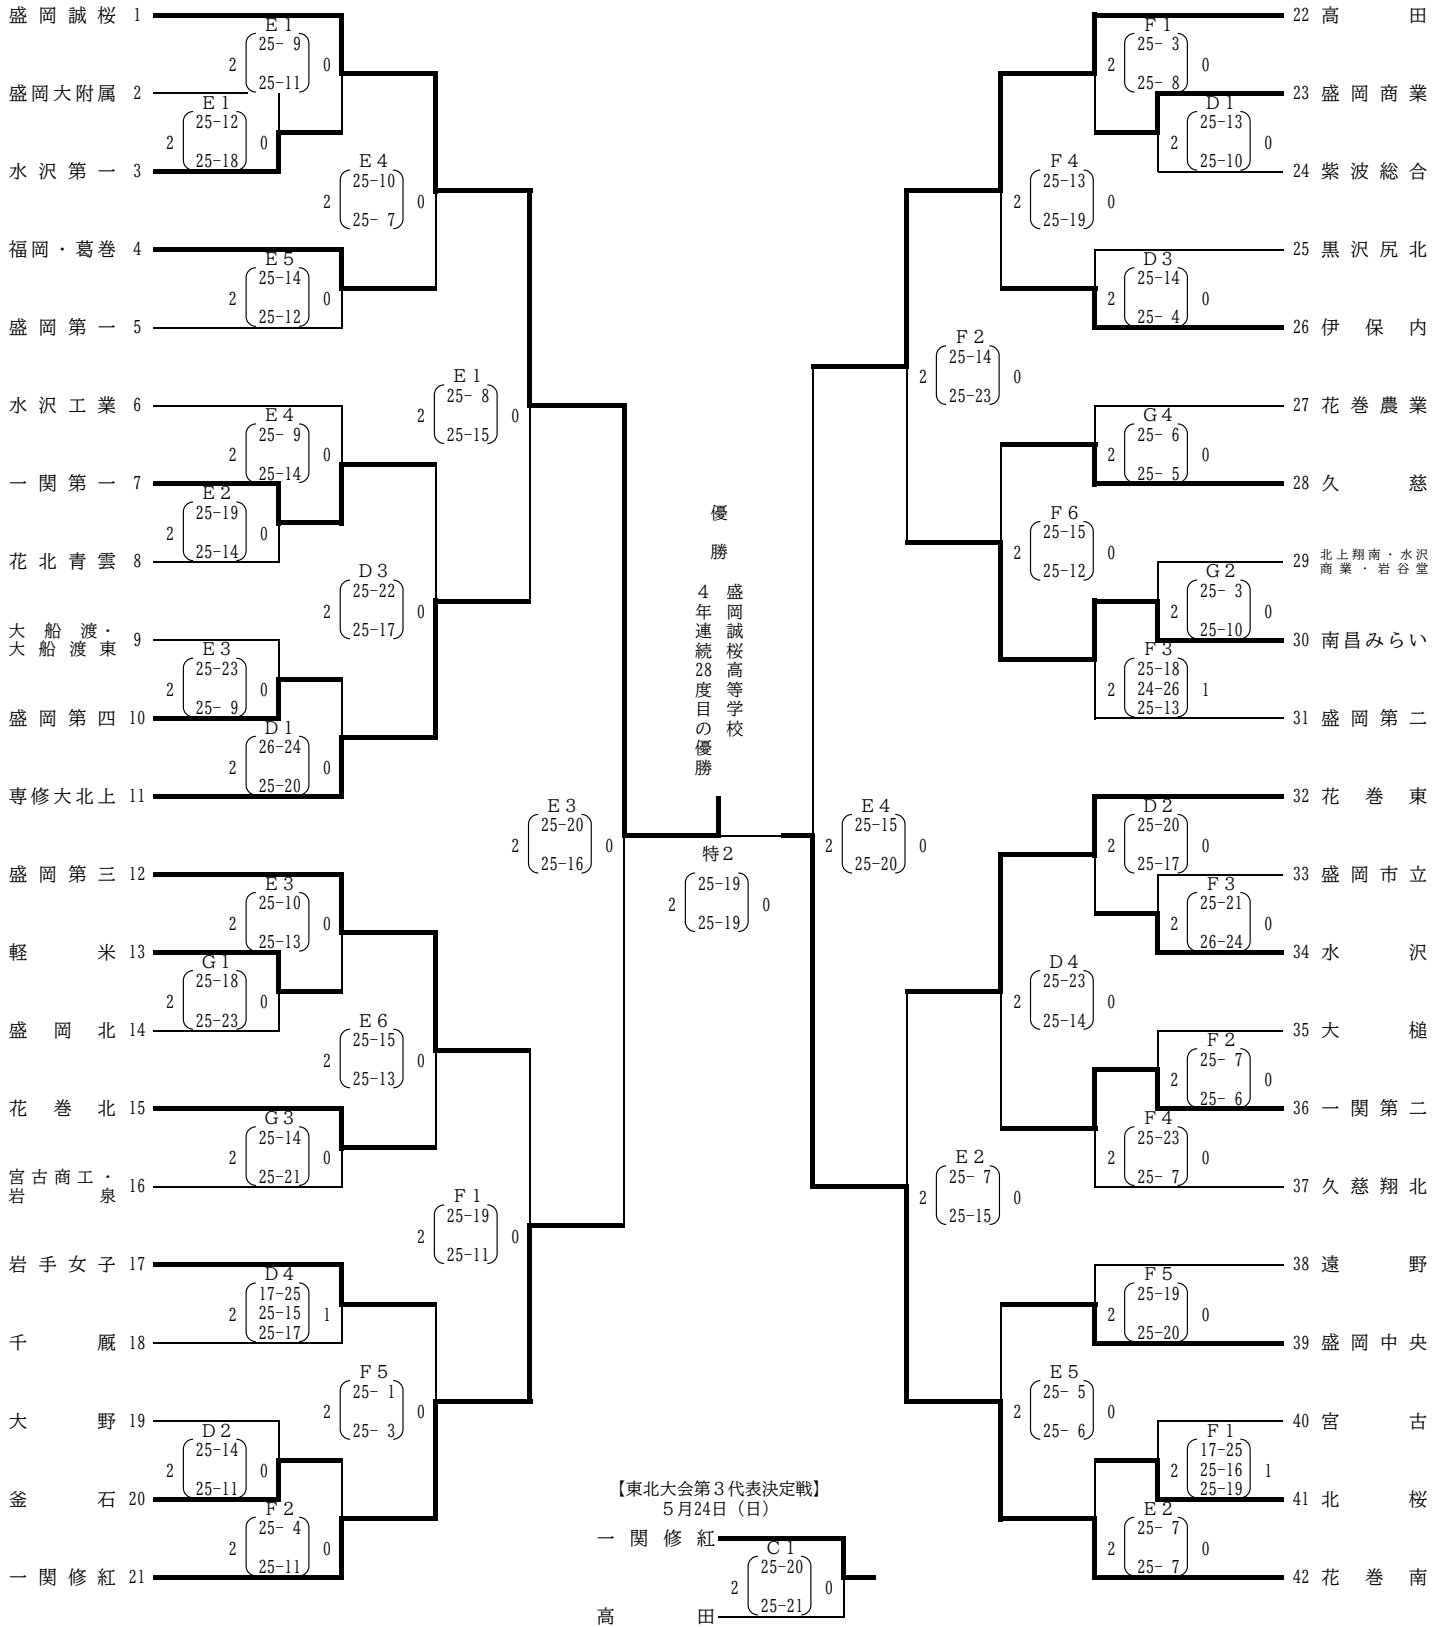 盛岡誠桜 1
E1
2 25- 9 0
25-11
盛岡大附属 2
E1
2 25-12 0
25-18
水沢第一 3
E4
2 25-10 0
25- 7
福岡・葛巻 4
E5
2 25-14 0
25-12
盛岡第一 5
E1
2 25- 8 0
25-15
水沢工業 6
E4
2 25- 9 0
25-14
一関第一 7
E2
2 25-19 0
25-14
花北青雲 8
D3
2 25-22 0
25-17
大船渡・
大船渡東 9
E3
2 25-23 0
25- 9
盛岡第四 10
D1
2 26-24 0
25-20
専修大北上 11
E3
2 25-20 0
25-16
盛岡第三 12
E3
2 25-10 0
25-13
軽米 13
G1
2 25-18 0
25-23
盛岡北 14
E6
2 25-15 0
25-13
花巻北 15
G3
2 25-14 0
25-21
宮古商工・
岩泉 16
F1
2 25-19 0
25-11
岩手女子 17
D4
17-25
2 25-15 1
25-17
千厩 18
F5
2 25- 1 0
25- 3
大野 19
D2
2 25-14 0
25-11
釜石 20
F2
2 25- 4 0
25-11
一関修紅 21
優勝
盛岡誠桜高等学校
4年連続28度目の優勝
特2
2 25-19 0
25-19
22 高田
F1
2 25- 3 0
25- 8
23 盛岡商業
D1
2 25-13 0
25-10
24 紫波総合
F4
2 25-13 0
25-19
25 黒沢尻北
D3
2 25-14 0
25- 4
26 伊保内
F2
2 25-14 0
25-23
27 花巻農業
G4
2 25- 6 0
25- 5
28 久慈
F6
2 25-15 0
25-12
29 北上翔南・水沢
商業・岩谷堂
G2
2 25- 3 0
25-10
30 南昌みらい
F3
25-18
2 24-26 1
25-13
31 盛岡第二
E4
2 25-15 0
25-20
32 花巻東
D2
2 25-20 0
25-17
33 盛岡市立
F3
2 25-21 0
26-24
34 水沢
D4
2 25-23 0
25-14
35 大槌
F2
2 25- 7 0
25- 6
36 一関第二
F4
2 25-23 0
25- 7
37 久慈翔北
E2
2 25- 7 0
25-15
38 遠野
F5
2 25-19 0
25-20
39 盛岡中央
E5
2 25- 5 0
25- 6
40 宮古
F1
17-25
2 25-16 1
25-19
41 北桜
E2
2 25- 7 0
25- 7
42 花巻南
【東北大会第3代表決定戦】
5月24日（日）
一関修紅
C1
2 25-20 0
25-21
高田